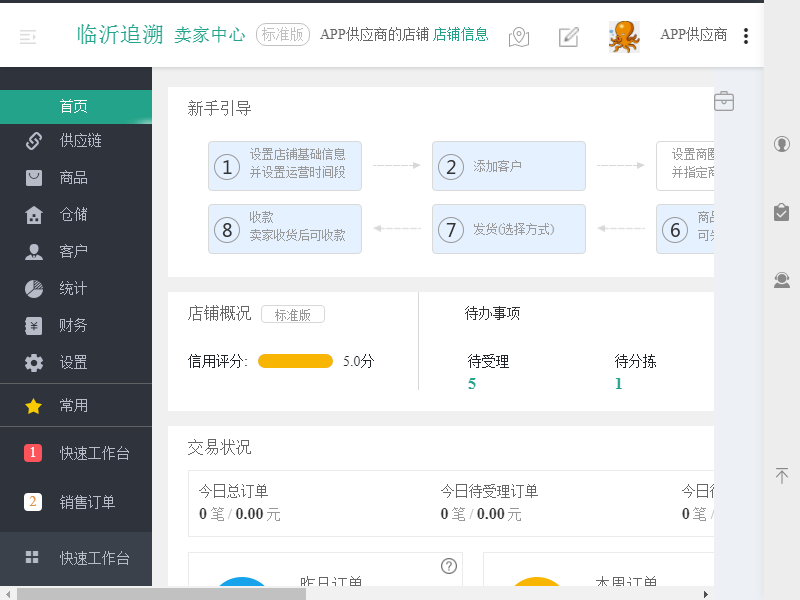 临沂追溯 卖家中心 标准版 APP供应商的店铺 店铺信息 APP供应商
首页
供应链
商品
仓储
客户
统计
财务
设置
常用
1 快速工作台
2 销售订单
快速工作台
新手引导
1 设置店铺基础信息
并设置运营时间段
2 添加客户
设置商圈
并指定商
8 收款
卖家收货后可收款
7 发货(选择方式)
6 商品
店铺概况 标准版
信用评分: 5.0分
待办事项
待受理
5
待分拣
1
交易状况
今日总订单
0 笔 / 0.00 元
今日待受理订单
0 笔 / 0.00 元
今日待
0 笔 /
昨日订单
本周订单